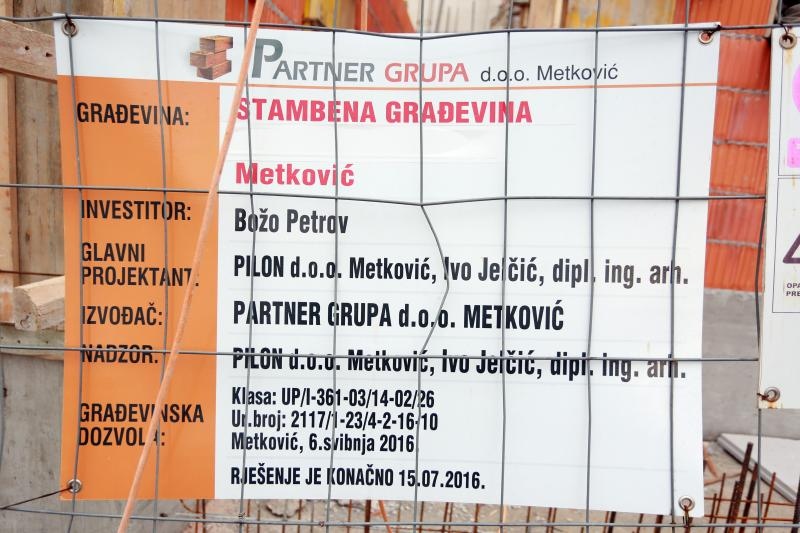 PARTNER GRUPA d.o.o. Metković
GRAĐEVINA: STAMBENA GRAĐEVINA
Metković
INVESTITOR: Božo Petrov
GLAVNI
PROJEKTANT: PILON d.o.o. Metković, Ivo Jelčić, dipl. ing. arh.
IZVOĐAČ: PARTNER GRUPA d.o.o. METKOVIĆ
NADZOR: PILON d.o.o. Metković, Ivo Jelčić, dipl. ing. arh.
GRAĐEVINSKA
DOZVOLA:
Klasa: UP/I-361-03/14-02/26
Ur.broj: 2117/1-23/4-2-16-10
Metković, 6.svibnja 2016
RJEŠENJE JE KONAČNO 15.07.2016.